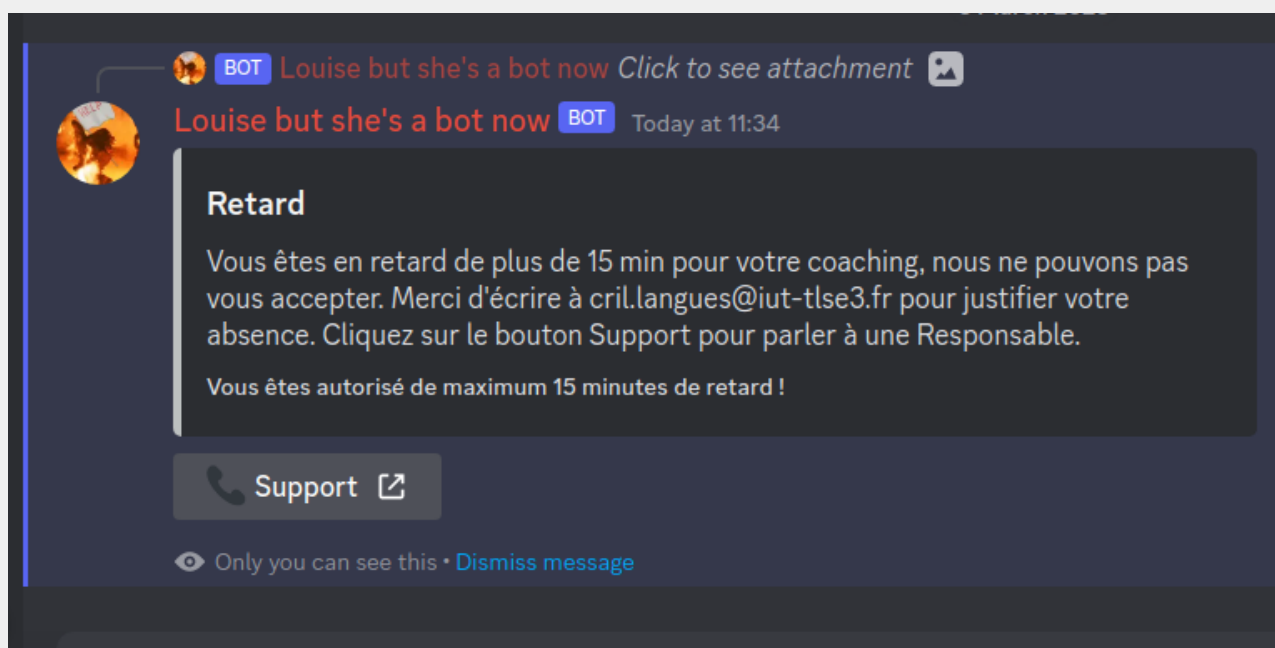 BOT Louise but she's a bot now Click to see attachment
Louise but she's a bot now BOT Today at 11:34
Retard
Vous êtes en retard de plus de 15 min pour votre coaching, nous ne pouvons pas
vous accepter. Merci d'écrire à cril.langues@iut-tlse3.fr pour justifier votre
absence. Cliquez sur le bouton Support pour parler à une Responsable.
Vous êtes autorisé de maximum 15 minutes de retard !
Support
Only you can see this • Dismiss message